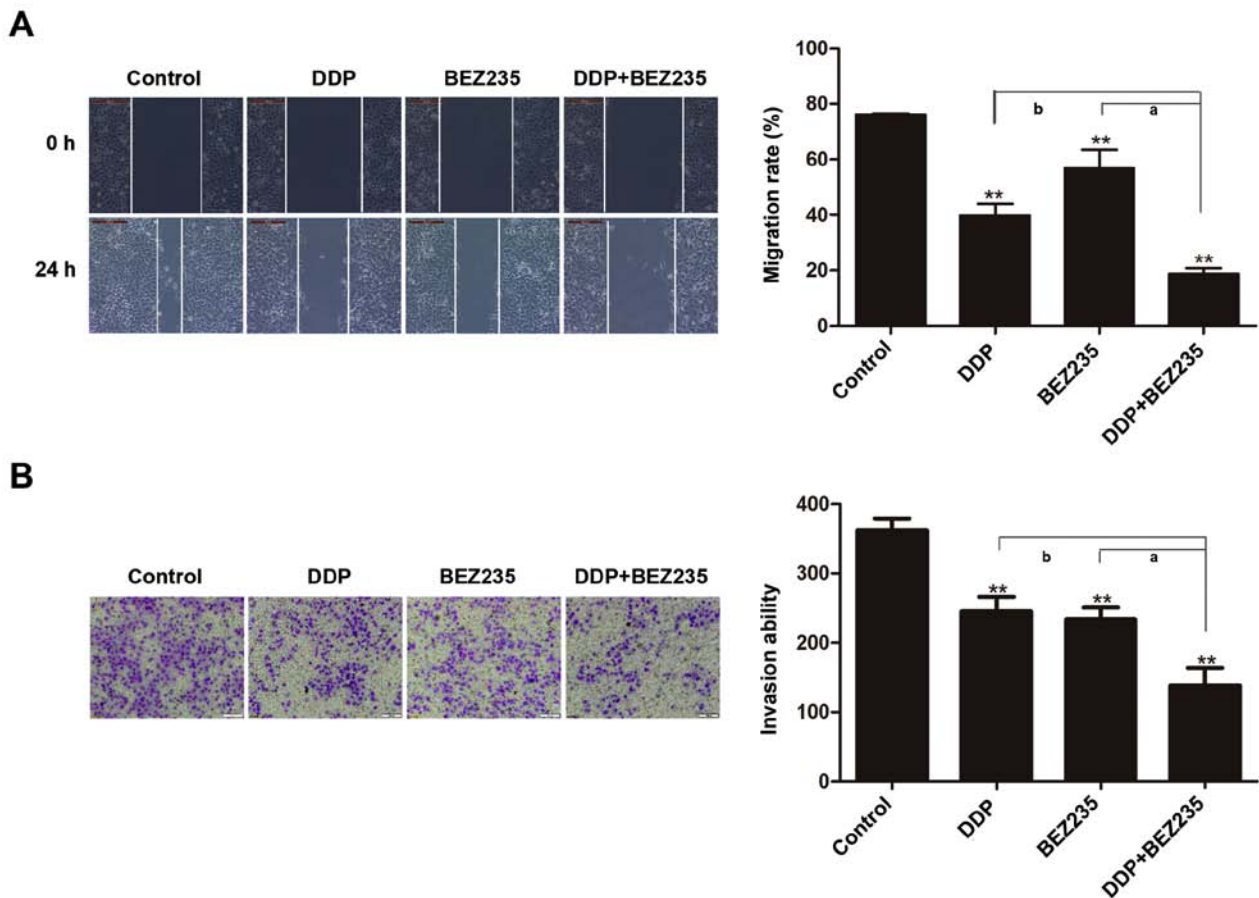 A
Control DDP BEZ235 DDP+BEZ235
0 h
24 h
Migration rate (%)
100
80
60
40
20
0
b a
**
**
**
Control
DDP
BEZ235
DDP+BEZ235
B
Control DDP BEZ235 DDP+BEZ235
Invasion ability
400
300
200
100
0
b a
**
**
**
Control
DDP
BEZ235
DDP+BEZ235